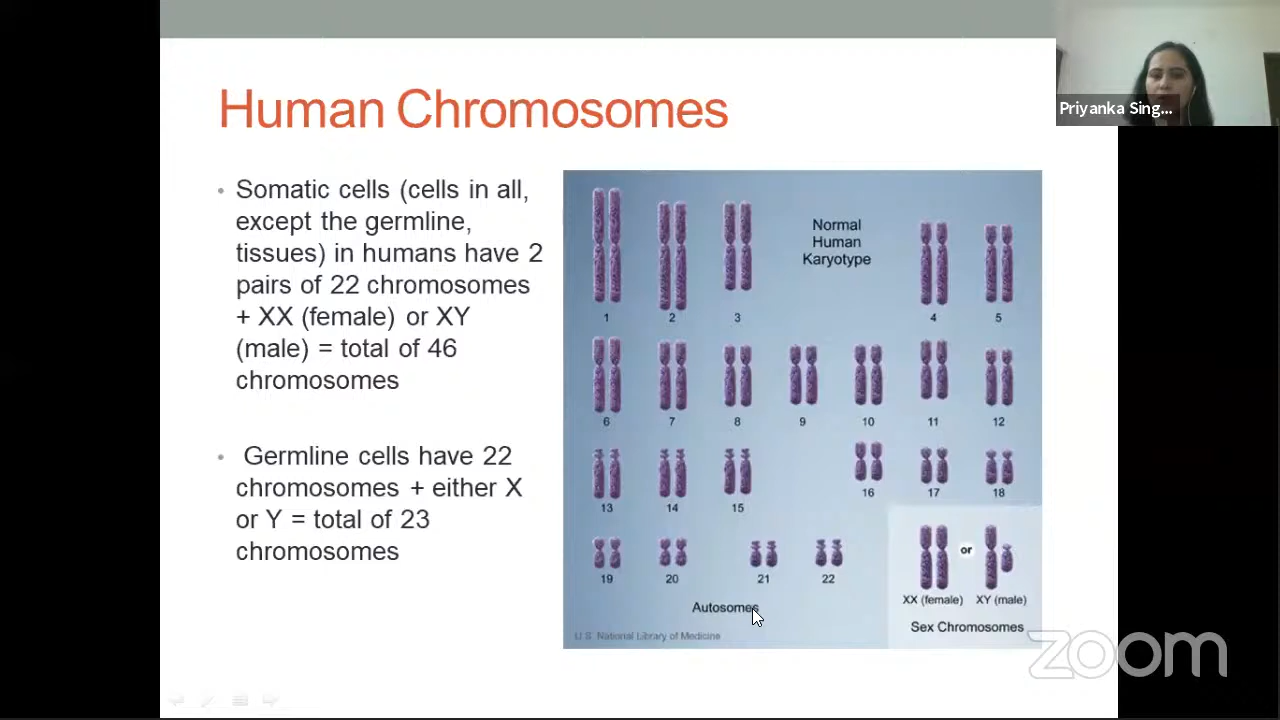 Human Chromosomes
Priyanka Sing...
• Somatic cells (cells in all,
except the germline,
tissues) in humans have 2
pairs of 22 chromosomes
+ XX (female) or XY
(male) = total of 46
chromosomes
• Germline cells have 22
chromosomes + either X
or Y = total of 23
chromosomes
Normal
Human
Karyotype
1 2 3 4 5
6 7 8 9 10 11 12
13 14 15 16 17 18
19 20 21 22
or
XX (female) XY (male)
Autosomes
Sex Chromosomes
U.S. National Library of Medicine
zoom